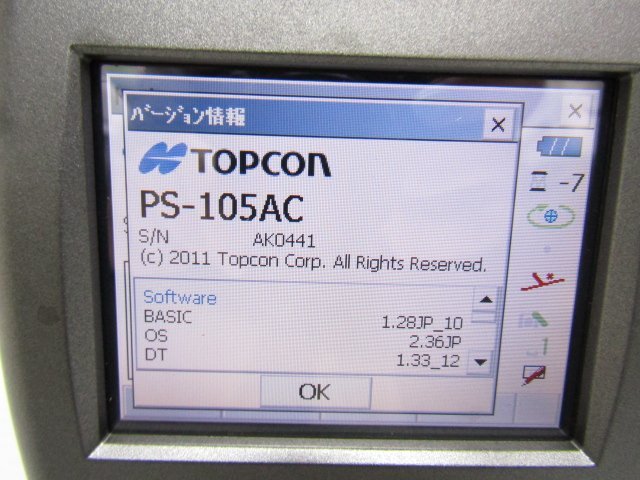 バージョン情報
TOPCON
PS-105AC
S/N AK0441
(c) 2011 Topcon Corp. All Rights Reserved.
Software
BASIC 1.28JP_10
OS 2.36JP
DT 1.33_12
OK
-7
1